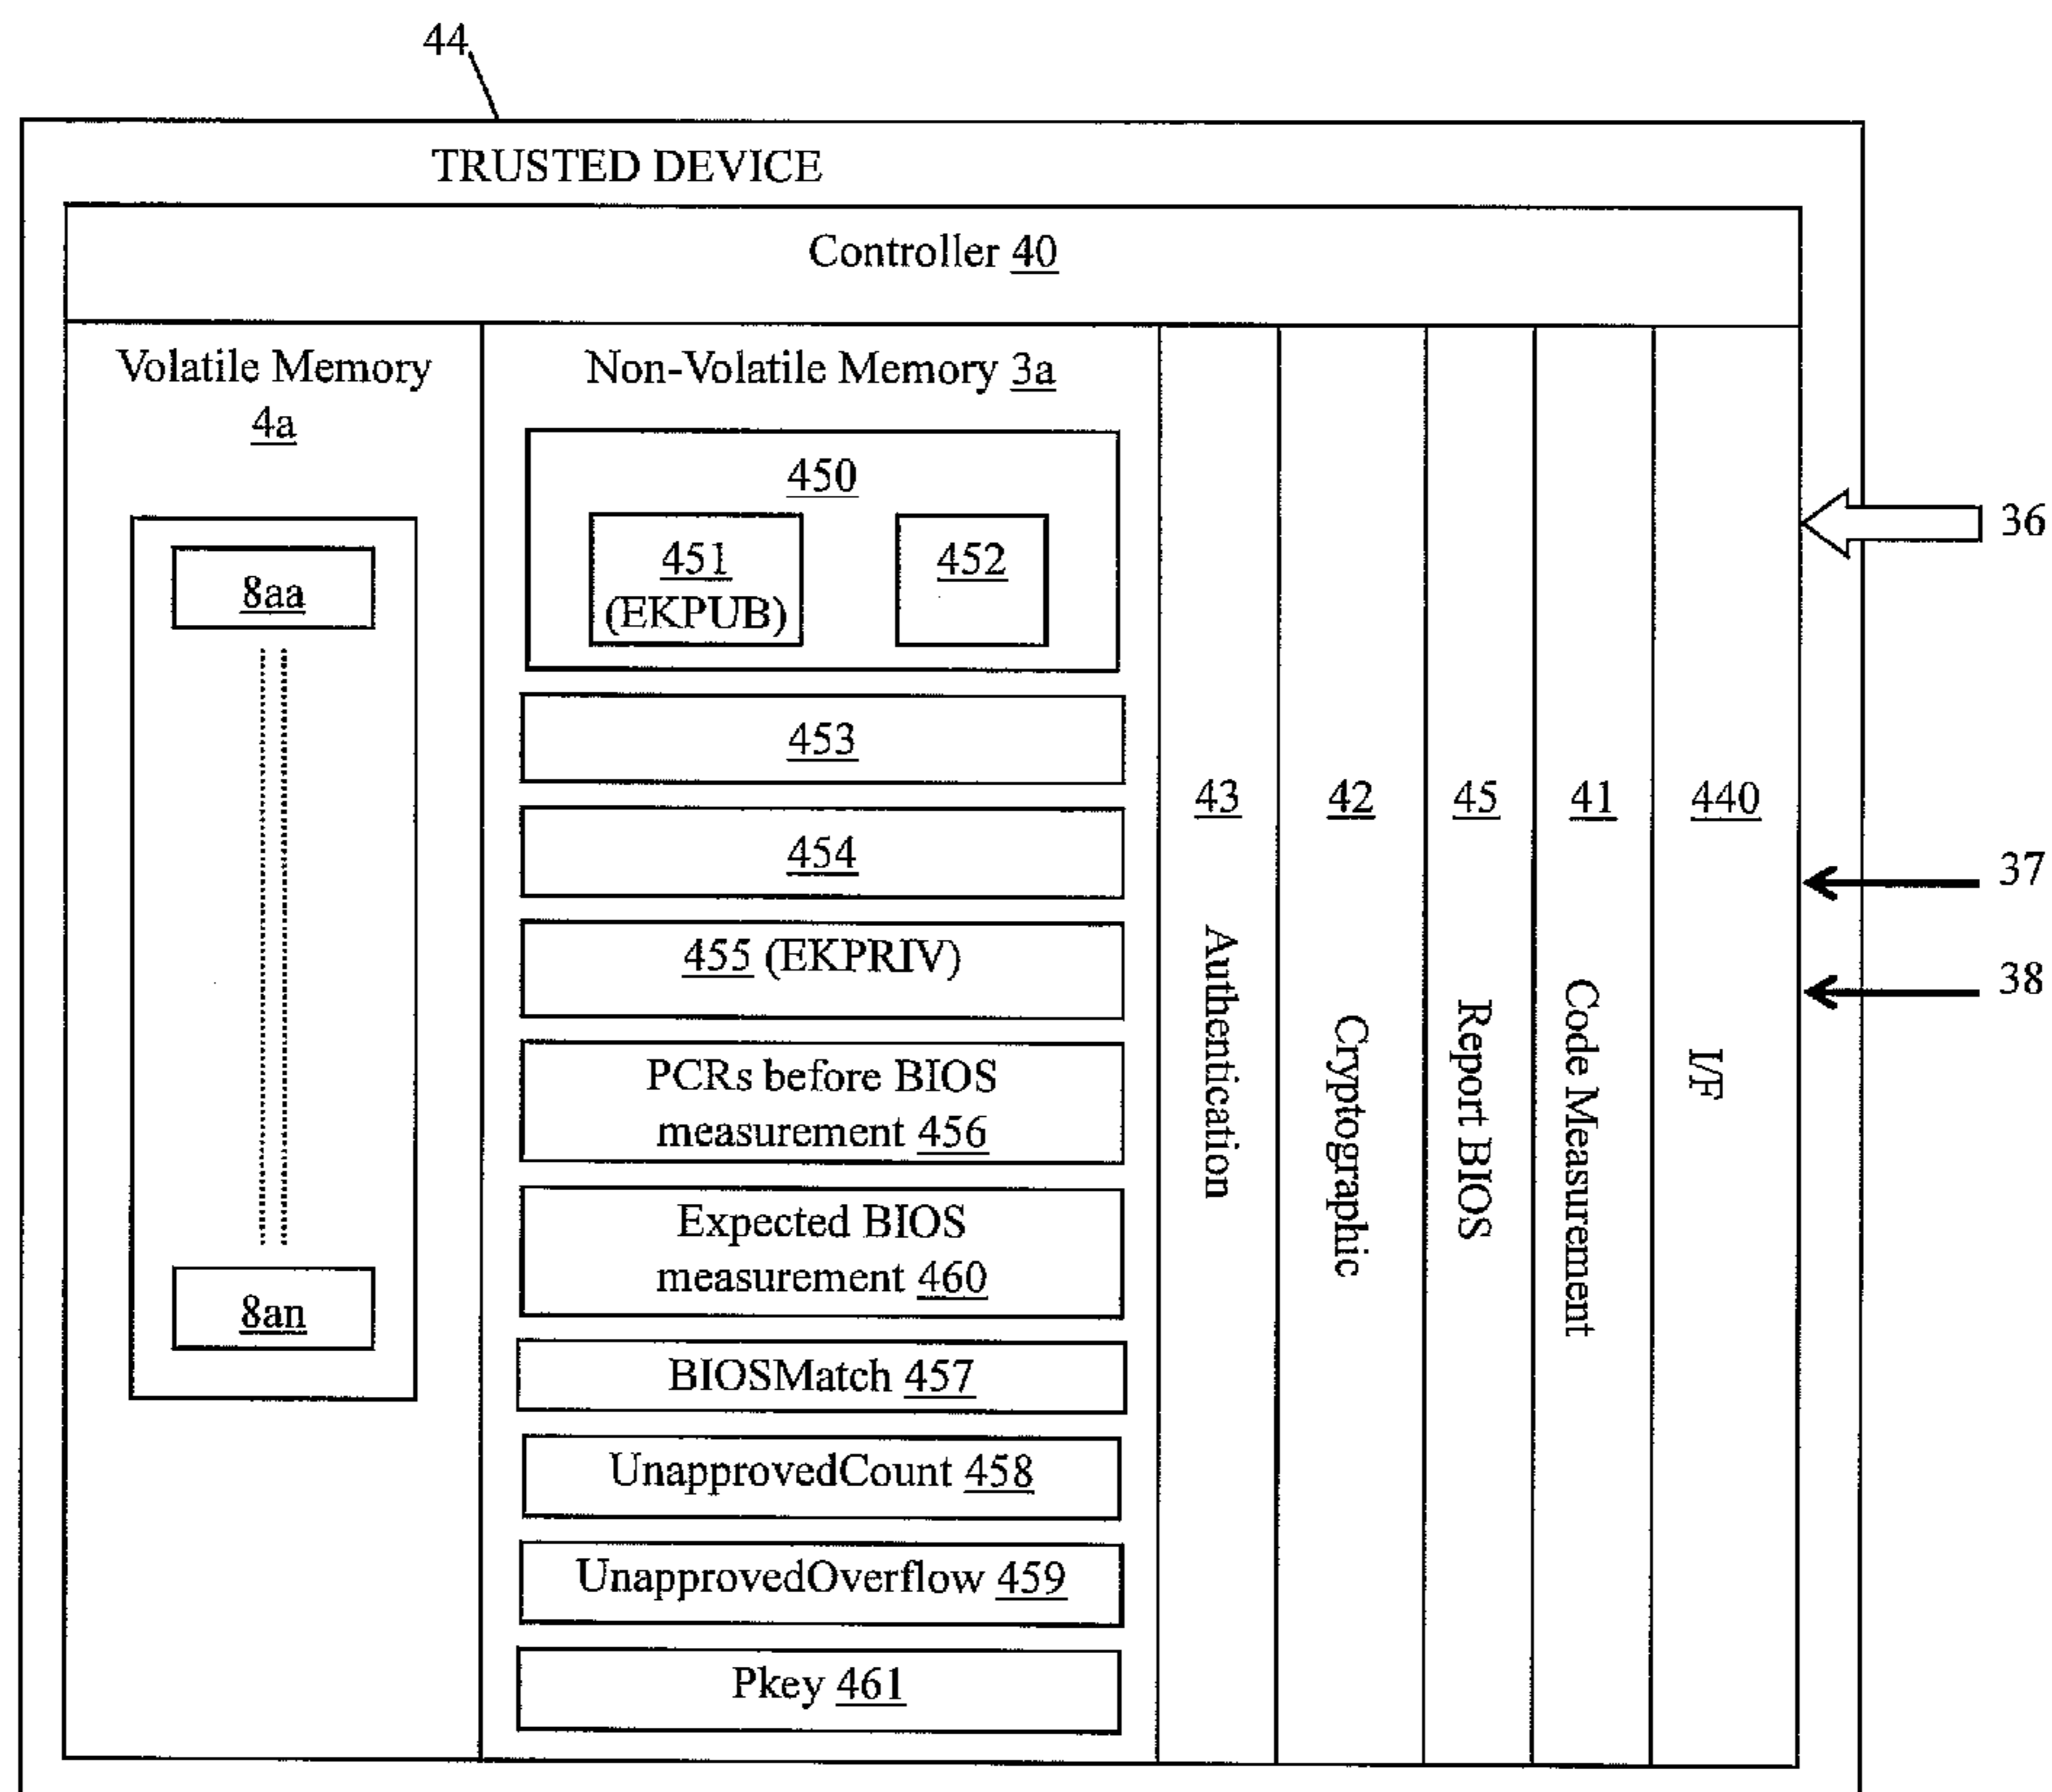 44
TRUSTED DEVICE
Controller 40
Volatile Memory
4a
8aa
8an
Non-Volatile Memory 3a
450
451
(EKPUB)
452
453
454
455 (EKPRIV)
PCRs before BIOS
measurement 456
Expected BIOS
measurement 460
BIOSMatch 457
UnapprovedCount 458
UnapprovedOverflow 459
Pkey 461
43 Authentication
42 Cryptographic
45 Report BIOS
41 Code Measurement
440 I/F
36
37
38